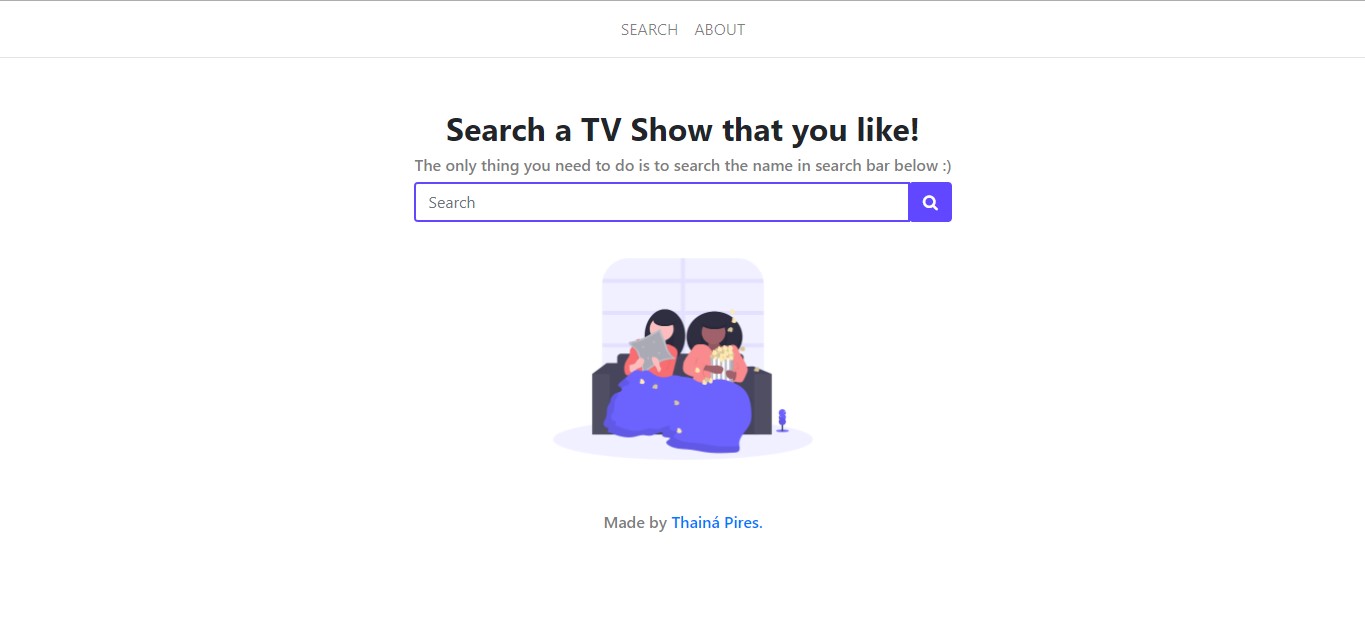 SEARCH ABOUT
Search a TV Show that you like!
The only thing you need to do is to search the name in search bar below :)
Search
Made by Thainá Pires.